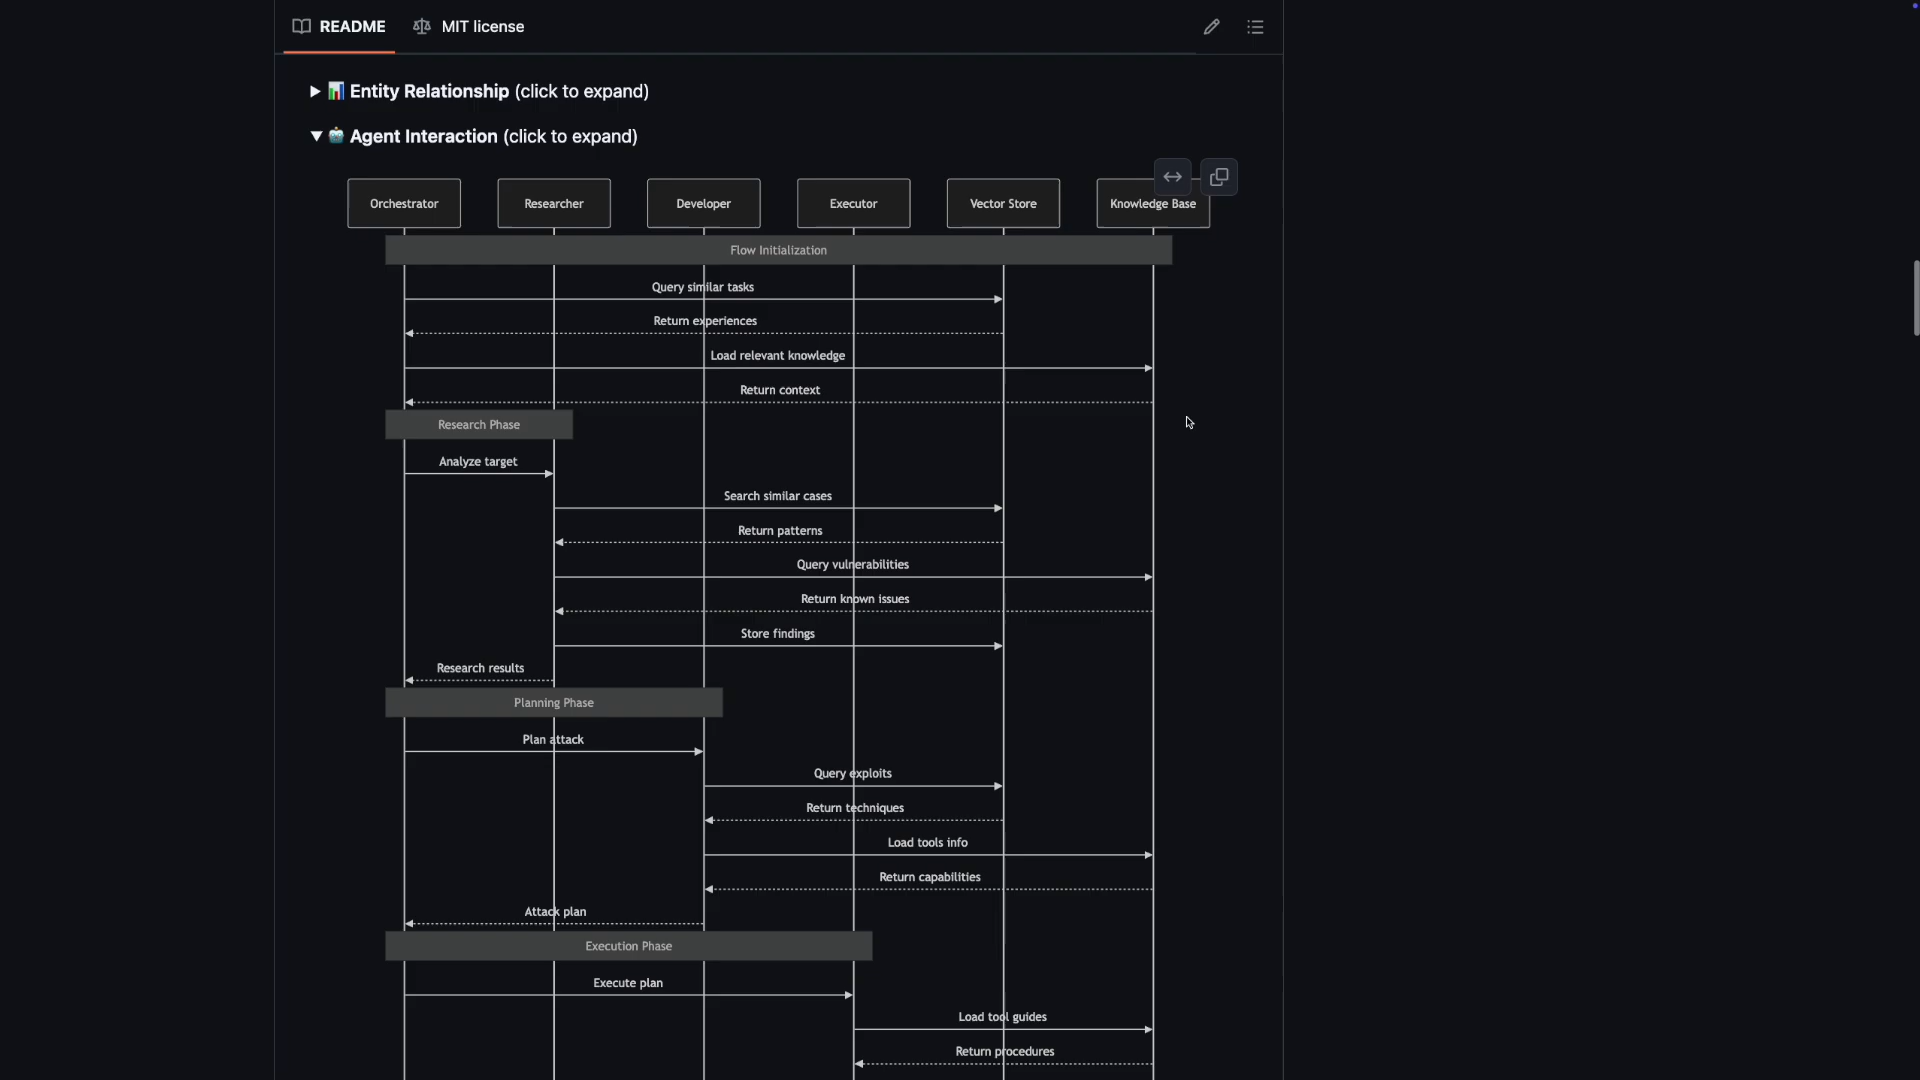 README
MIT license
Entity Relationship (click to expand)
Agent Interaction (click to expand)
Orchestrator
Researcher
Developer
Executor
Vector Store
Knowledge Base
Flow Initialization
Query similar tasks
Return experiences
Load relevant knowledge
Return context
Research Phase
Analyze target
Search similar cases
Return patterns
Query vulnerabilities
Return known issues
Store findings
Research results
Planning Phase
Plan attack
Query exploits
Return techniques
Load tools info
Return capabilities
Attack plan
Execution Phase
Execute plan
Load tool guides
Return procedures